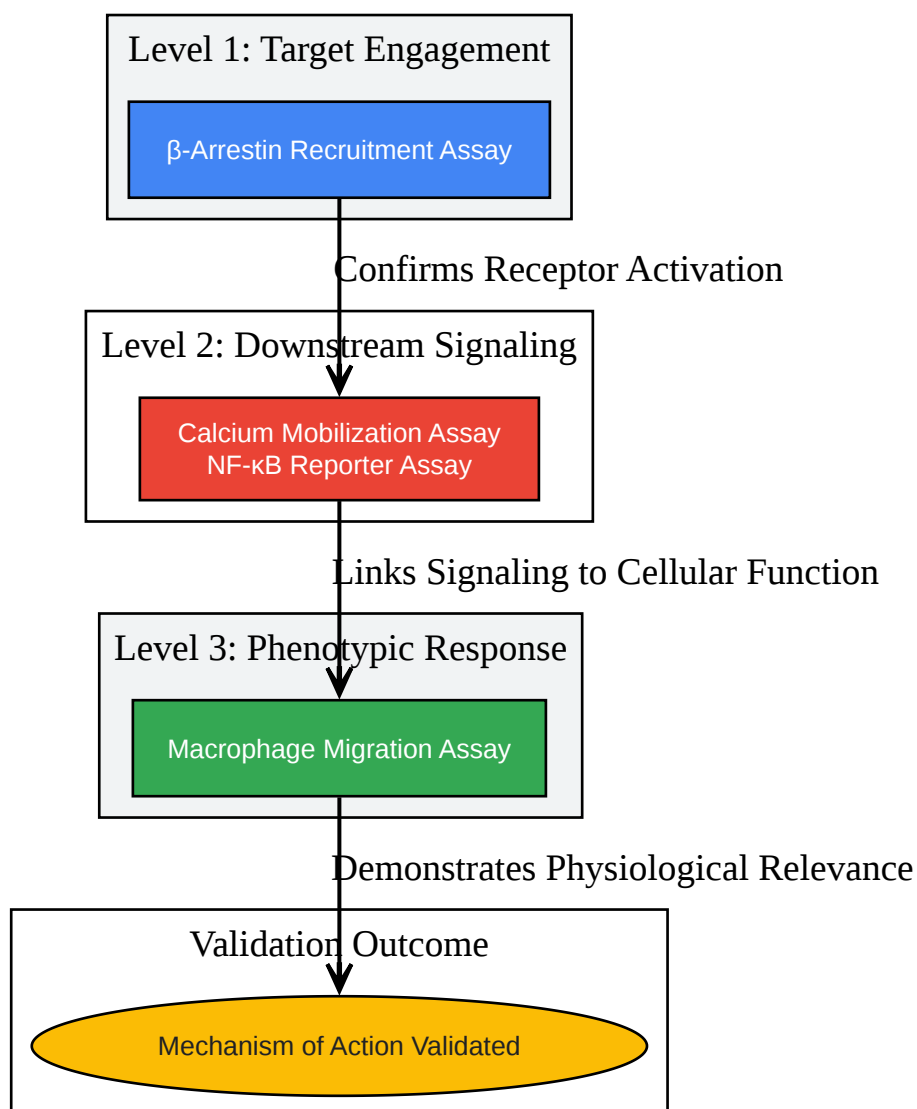 Level 1: Target Engagement
β-Arrestin Recruitment Assay
Confirms Receptor Activation
Level 2: Downstream Signaling
Calcium Mobilization Assay
NF-κB Reporter Assay
Links Signaling to Cellular Function
Level 3: Phenotypic Response
Macrophage Migration Assay
Demonstrates Physiological Relevance
Validation Outcome
Mechanism of Action Validated